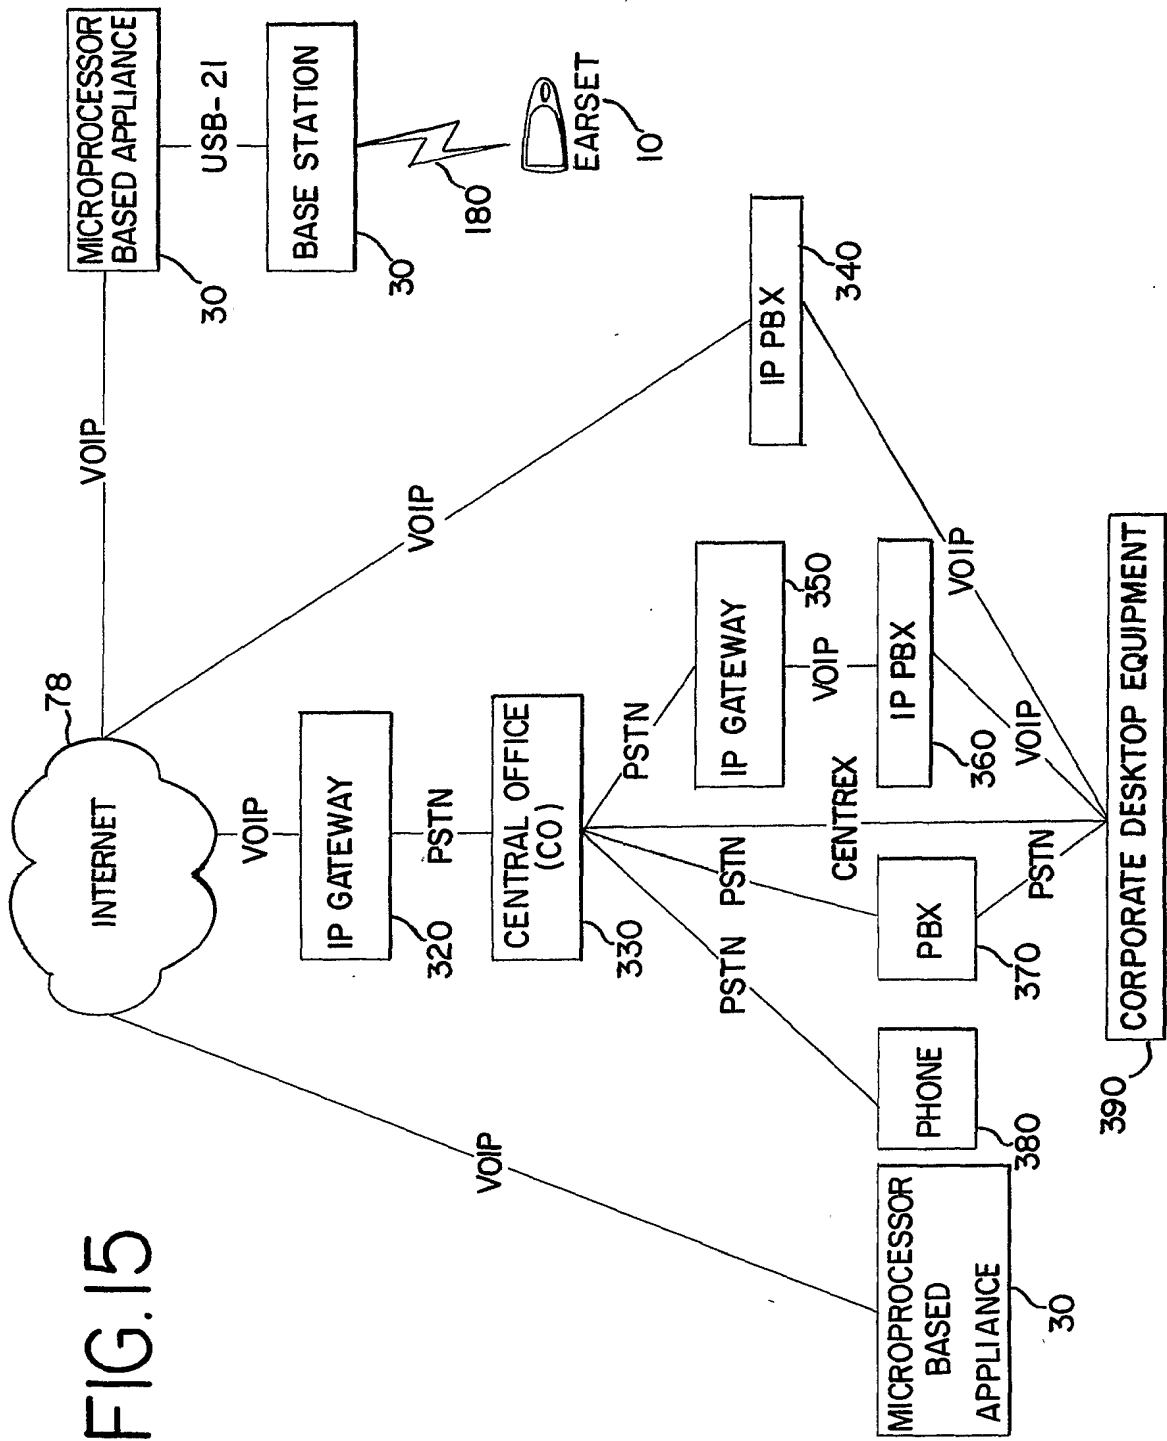 FIG.15
MICROPROCESSOR
BASED APPLIANCE
30
USB-21
BASE STATION
30
180
EARSET
10
VOIP
78
INTERNET
VOIP
IP GATEWAY
320
PSTN
CENTRAL OFFICE
(CO)
330
VOIP
IP PBX
340
VOIP
PSTN
IP GATEWAY
350
VOIP
IP PBX
360
VOIP
CENTREX
PSTN
PBX
370
PSTN
PSTN
PHONE
380
VOIP
MICROPROCESSOR
BASED
APPLIANCE
30
CORPORATE DESKTOP EQUIPMENT
390